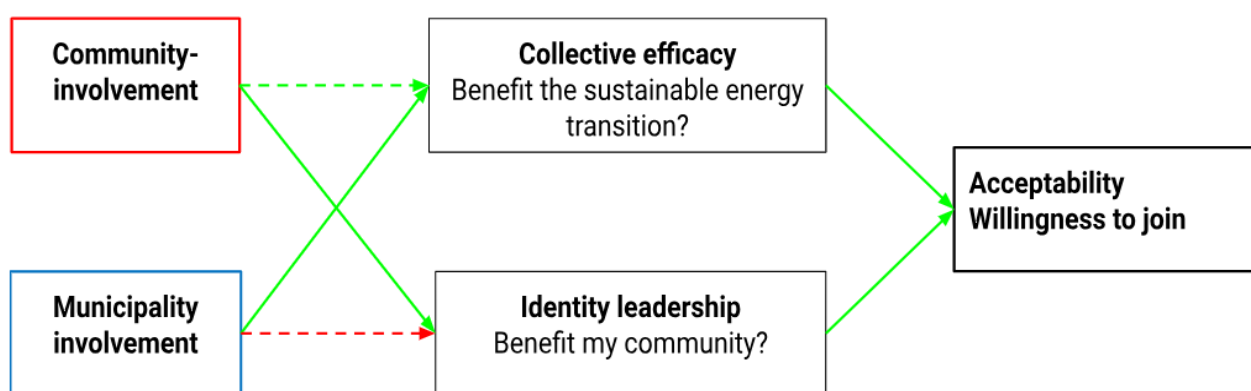 Community-
involvement
Collective efficacy
Benefit the sustainable energy
transition?
Acceptability
Willingness to join
Municipality
involvement
Identity leadership
Benefit my community?